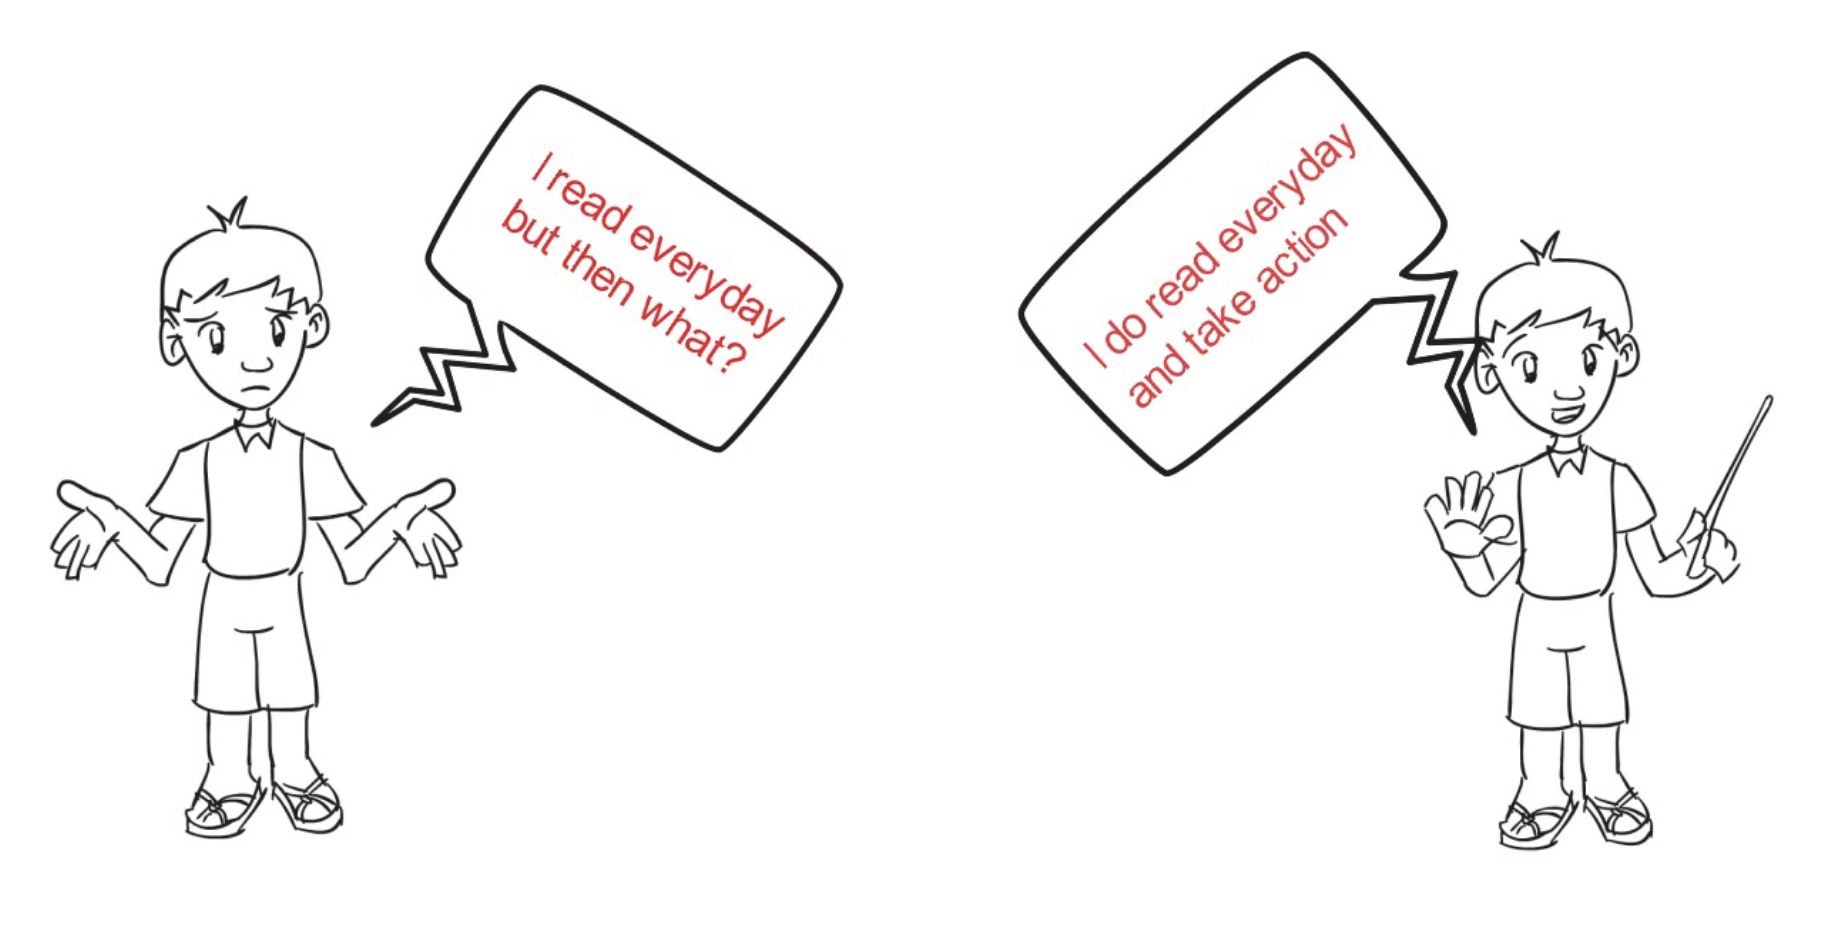 I read everyday
but then what?
I do read everyday
and take action